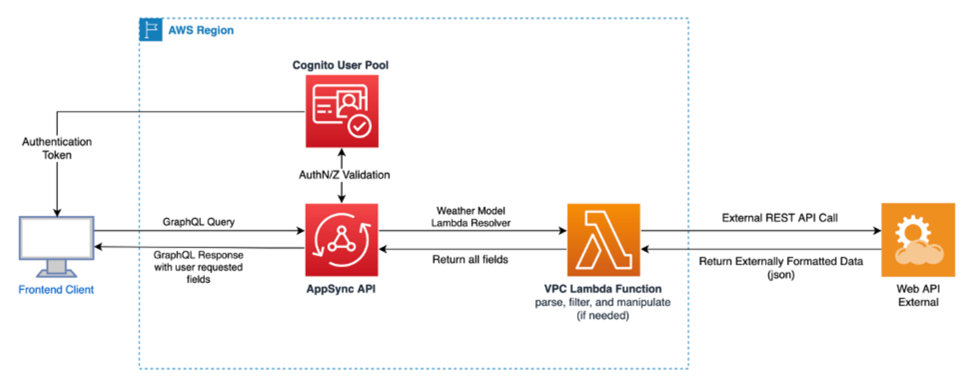 AWS Region
Cognito User Pool
Authentication
Token
AuthN/Z Validation
GraphQL Query
GraphQL Response
with user requested
fields
Frontend Client
AppSync API
Weather Model
Lambda Resolver
Return all fields
VPC Lambda Function
parse, filter, and manipulate
(if needed)
External REST API Call
Return Externally Formatted Data
(json)
Web API
External